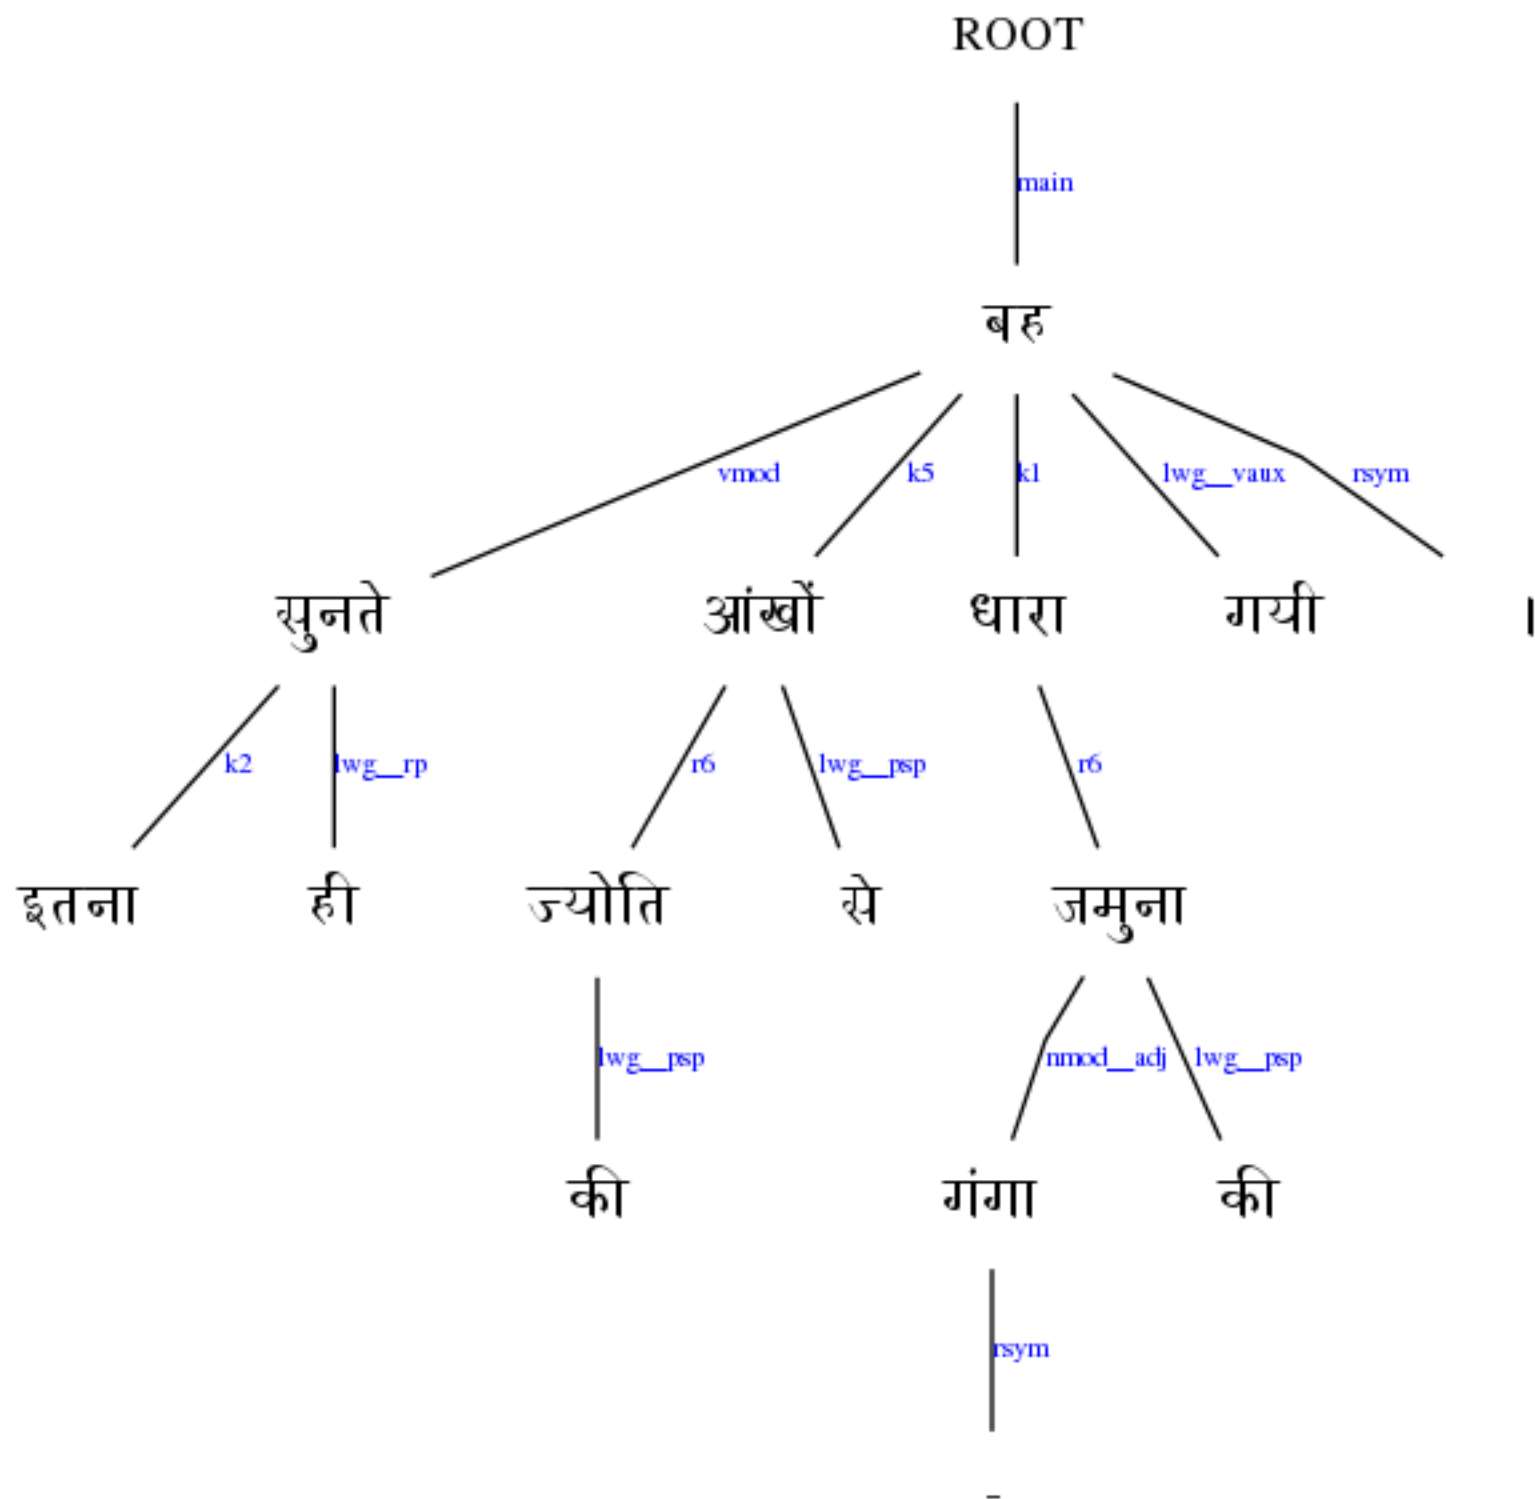 ROOT
main
बह
vmod k5 k1 lwg__vaux rsym
सुनते आंखों धारा गयी ।
k2 lwg__rp r6 lwg__psp r6
इतना ही ज्योति से जमुना
lwg__psp nmod__adj lwg__psp
की गंगा की
rsym
-